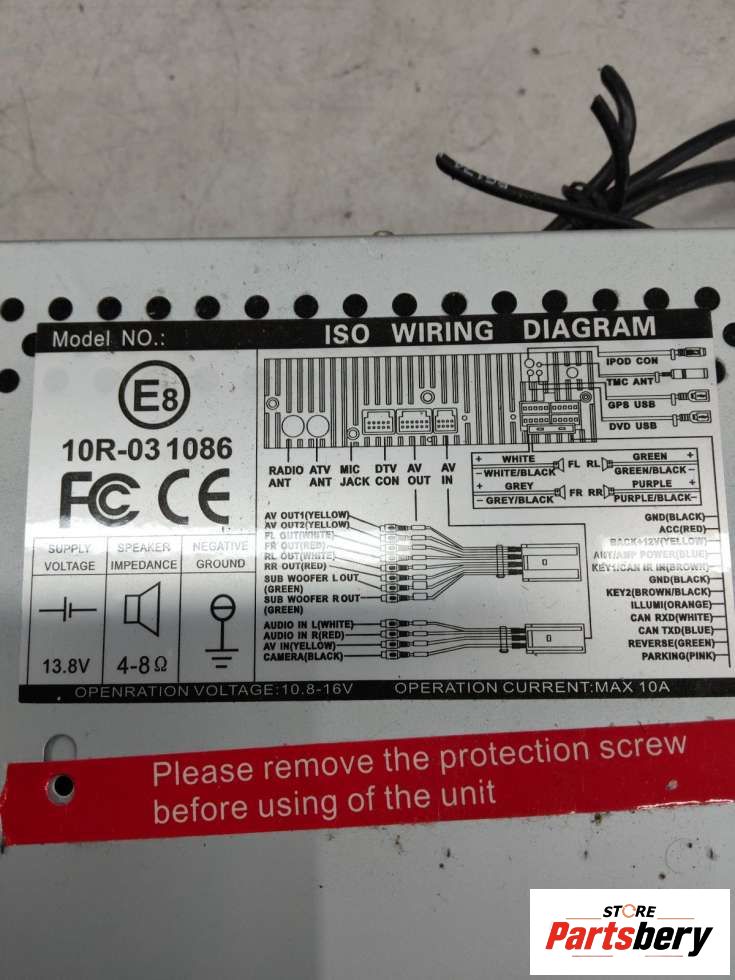 Model NO.:
ISO WIRING DIAGRAM
E8
10R-03 1086
FC CE
SUPPLY VOLTAGE
SPEAKER IMPEDANCE
NEGATIVE GROUND
13.8V
4-8Ω
IPOD CON
TMC ANT
GPS USB
DVD USB
RADIO ANT
ATV ANT
MIC JACK
DTV CON
AV OUT
AV IN
+ WHITE
FL
− WHITE/BLACK
GREEN +
RL
GREEN/BLACK −
+ GREY
FR
− GREY/BLACK
PURPLE +
RR
PURPLE/BLACK −
AV OUT1(YELLOW)
AV OUT2(YELLOW)
FL OUT(WHITE)
FR OUT(RED)
RL OUT(WHITE)
RR OUT(RED)
SUB WOOFER L OUT
(GREEN)
SUB WOOFER R OUT
(GREEN)
AUDIO IN L(WHITE)
AUDIO IN R(RED)
AV IN(YELLOW)
CAMERA(BLACK)
GND(BLACK)
ACC(RED)
BACK+12V(YELLOW)
ANT/AMP POWER(BLUE)
KEY1/CAN IR IN(BROWN)
GND(BLACK)
KEY2(BROWN/BLACK)
ILLUMI(ORANGE)
CAN RXD(WHITE)
CAN TXD(BLUE)
REVERSE(GREEN)
PARKING(PINK)
OPENRATION VOLTAGE:10.8-16V
OPERATION CURRENT:MAX 10A
Please remove the protection screw
before using of the unit
STORE
Partsbery